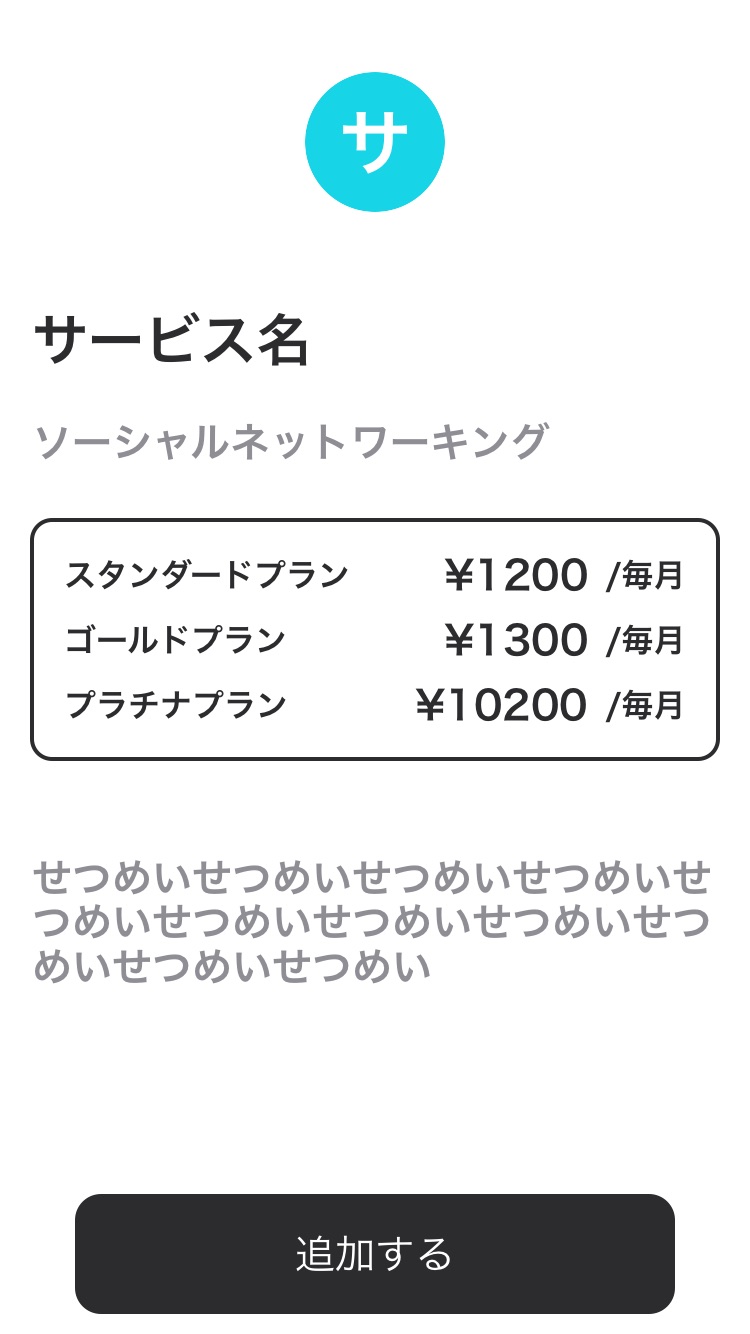 サ
サービス名
ソーシャルネットワーキング
スタンダードプラン ¥1200 /毎月
ゴールドプラン ¥1300 /毎月
プラチナプラン ¥10200 /毎月
せつめいせつめいせつめいせつめいせ
つめいせつめいせつめいせつめいせつ
めいせつめいせつめい
追加する